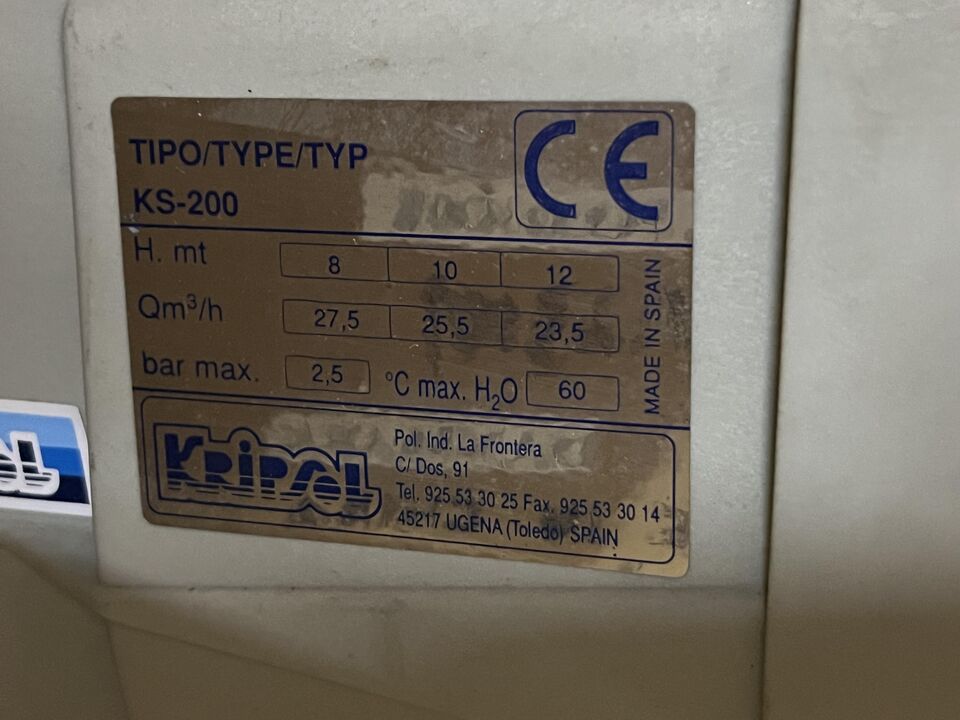 TIPO/TYPE/TYP
KS-200
CE
H. mt 8 10 12
Qm³/h 27,5 25,5 23,5
bar max. 2,5 °C max. H₂O 60
MADE IN SPAIN
KRIPSOL
Pol. Ind. La Frontera
C/ Dos, 91
Tel. 925 53 30 25 Fax. 925 53 30 14
45217 UGENA (Toledo) SPAIN